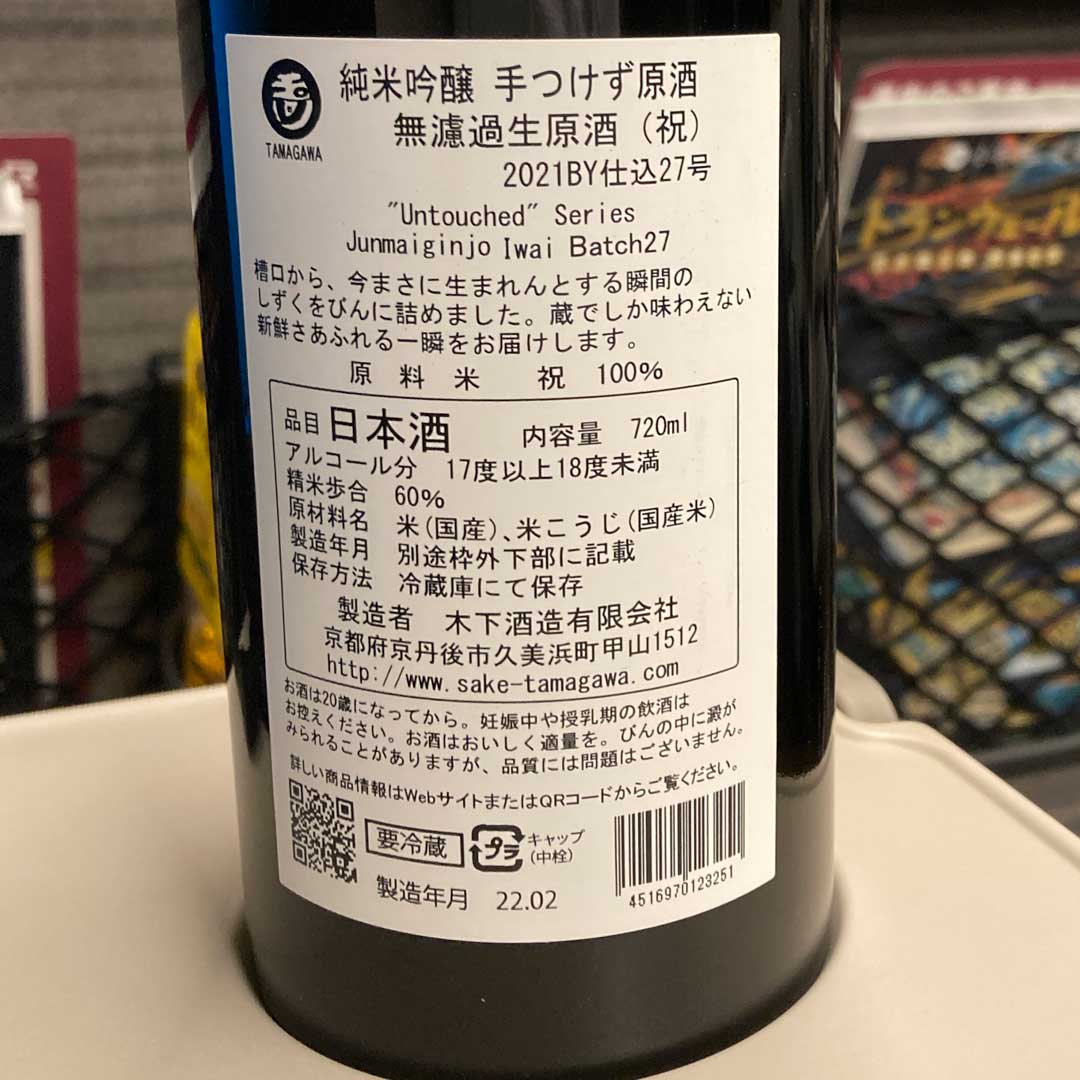 TAMAGAWA
純米吟醸 手つけず原酒
無濾過生原酒（祝）
2021BY仕込27号
"Untouched" Series
Junmaiginjo Iwai Batch27
槽口から、今まさに生まれんとする瞬間の
しずくをびんに詰めました。蔵でしか味わえない
新鮮さあふれる一瞬をお届けします。
原料米 祝 100%
品目 日本酒 内容量 720ml
アルコール分 17度以上18度未満
精米歩合 60%
原材料名 米(国産)、米こうじ(国産米)
製造年月 別途枠外下部に記載
保存方法 冷蔵庫にて保存
製造者 木下酒造有限会社
京都府京丹後市久美浜町甲山1512
http://www.sake-tamagawa.com
お酒は20歳になってから。妊娠中や授乳期の飲酒は
お控えください。お酒はおいしく適量を。びんの中に澱が
みられることがありますが、品質には問題はございません。
詳しい商品情報はWebサイトまたはQRコードからご覧ください。
要冷蔵
プラ
キャップ
(中栓)
製造年月 22.02
4516970123251
トランヴェール